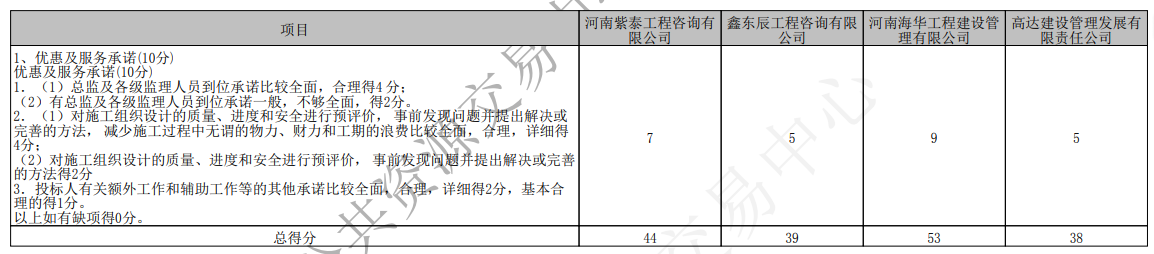 项目
河南紫泰工程咨询有
限公司
鑫东辰工程咨询有限
公司
河南海华工程建设管
理有限公司
高达建设管理发展有
限责任公司
1、优惠及服务承诺(10分)
优惠及服务承诺(10分)
1. (1)总监及各级监理人员到位承诺比较全面，合理得4 分；
(2)有总监及各级监理人员到位承诺一般，不够全面，得2分。
2. (1)对施工组织设计的质量、进度和安全进行预评价， 事前发现问题并提出解决或
完善的方法， 减少施工过程中无谓的物力、财力和工期的浪费比较全面，合理，详细得
4分；
(2)对施工组织设计的质量、进度和安全进行预评价， 事前发现问题并提出解决或完善
的方法得2分
3．投标人有关额外工作和辅助工作等的其他承诺比较全面，合理，详细得2分，基本合
理的得1分。
以上如有缺项得0分。
7
5
9
5
总得分
44
39
53
38
公共资源交易中
交易中心